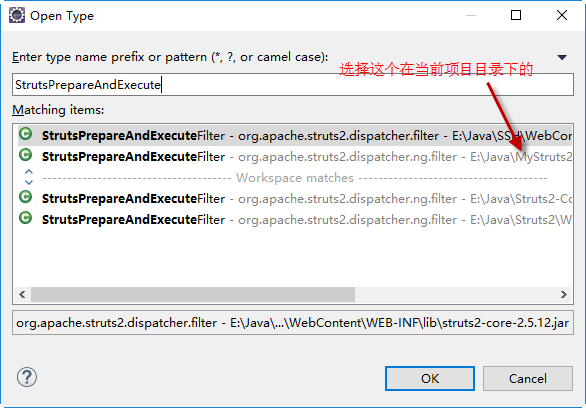 Open Type
Enter type name prefix or pattern (*, ?, or camel case):
选择这个在当前项目目录下的
StrutsPrepareAndExecute
Matching items:
StrutsPrepareAndExecuteFilter - org.apache.struts2.dispatcher.filter - E:\Java\SSH\WebCon
StrutsPrepareAndExecuteFilter - org.apache.struts2.dispatcher.ng.filter - E:\Java\MyStruts2
Workspace matches
StrutsPrepareAndExecuteFilter - org.apache.struts2.dispatcher.ng.filter - E:\Java\Struts2-Co
StrutsPrepareAndExecuteFilter - org.apache.struts2.dispatcher.ng.filter - E:\Java\Struts2\W
org.apache.struts2.dispatcher.filter - E:\Java\...\WebContent\WEB-INF\lib\struts2-core-2.5.12.jar
OK
Cancel